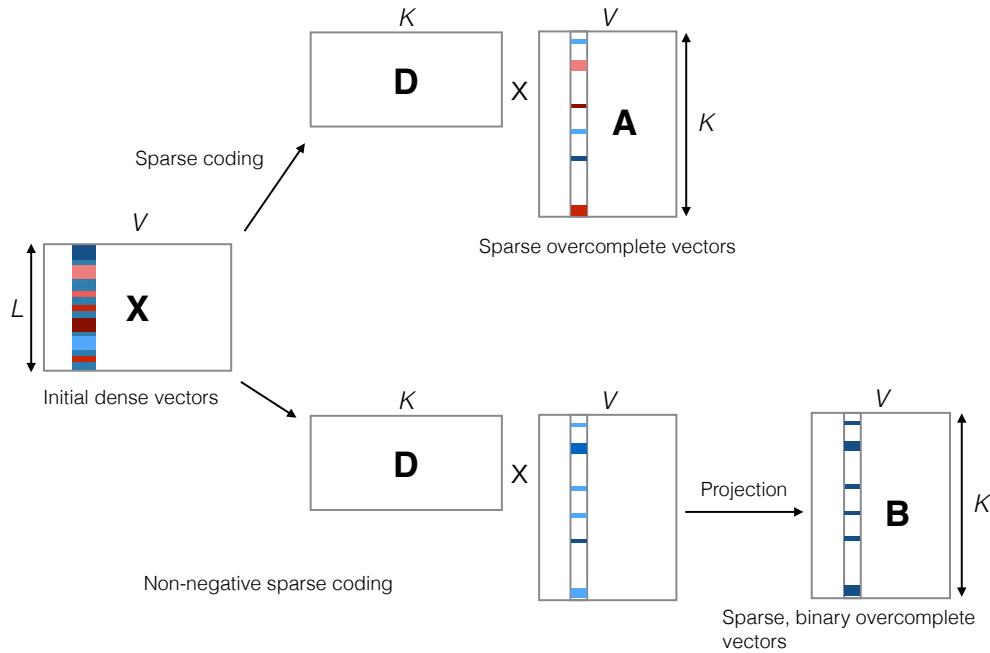 K
V
D
X
A
K
Sparse coding
Sparse overcomplete vectors
V
L
X
Initial dense vectors
K
V
V
D
X
Projection
B
K
Non-negative sparse coding
Sparse, binary overcomplete
vectors